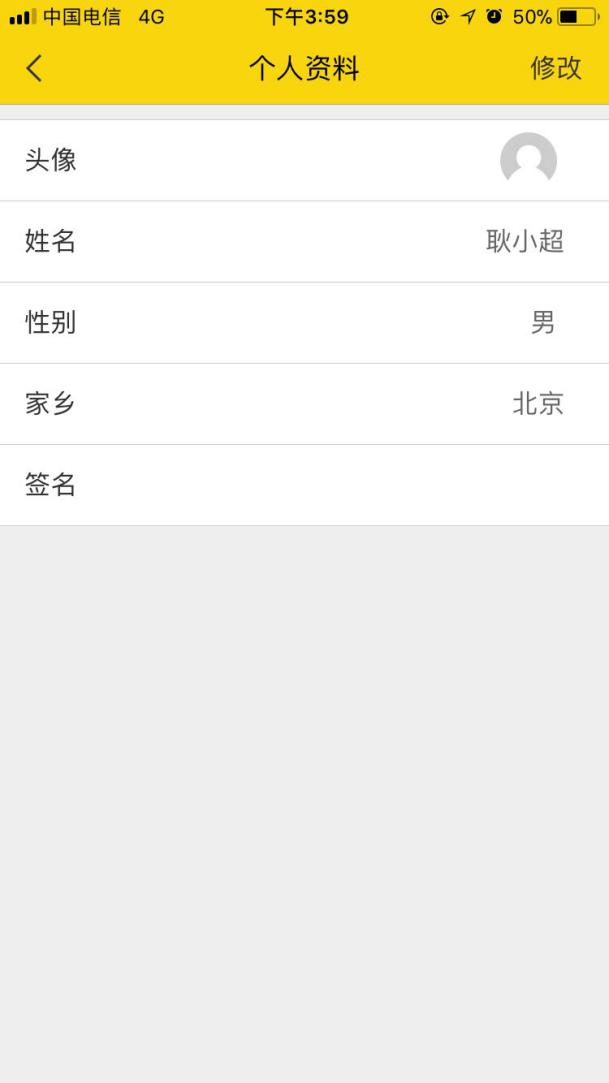 中国电信 4G 下午3:59 50%
个人资料 修改
头像
姓名 耿小超
性别 男
家乡 北京
签名